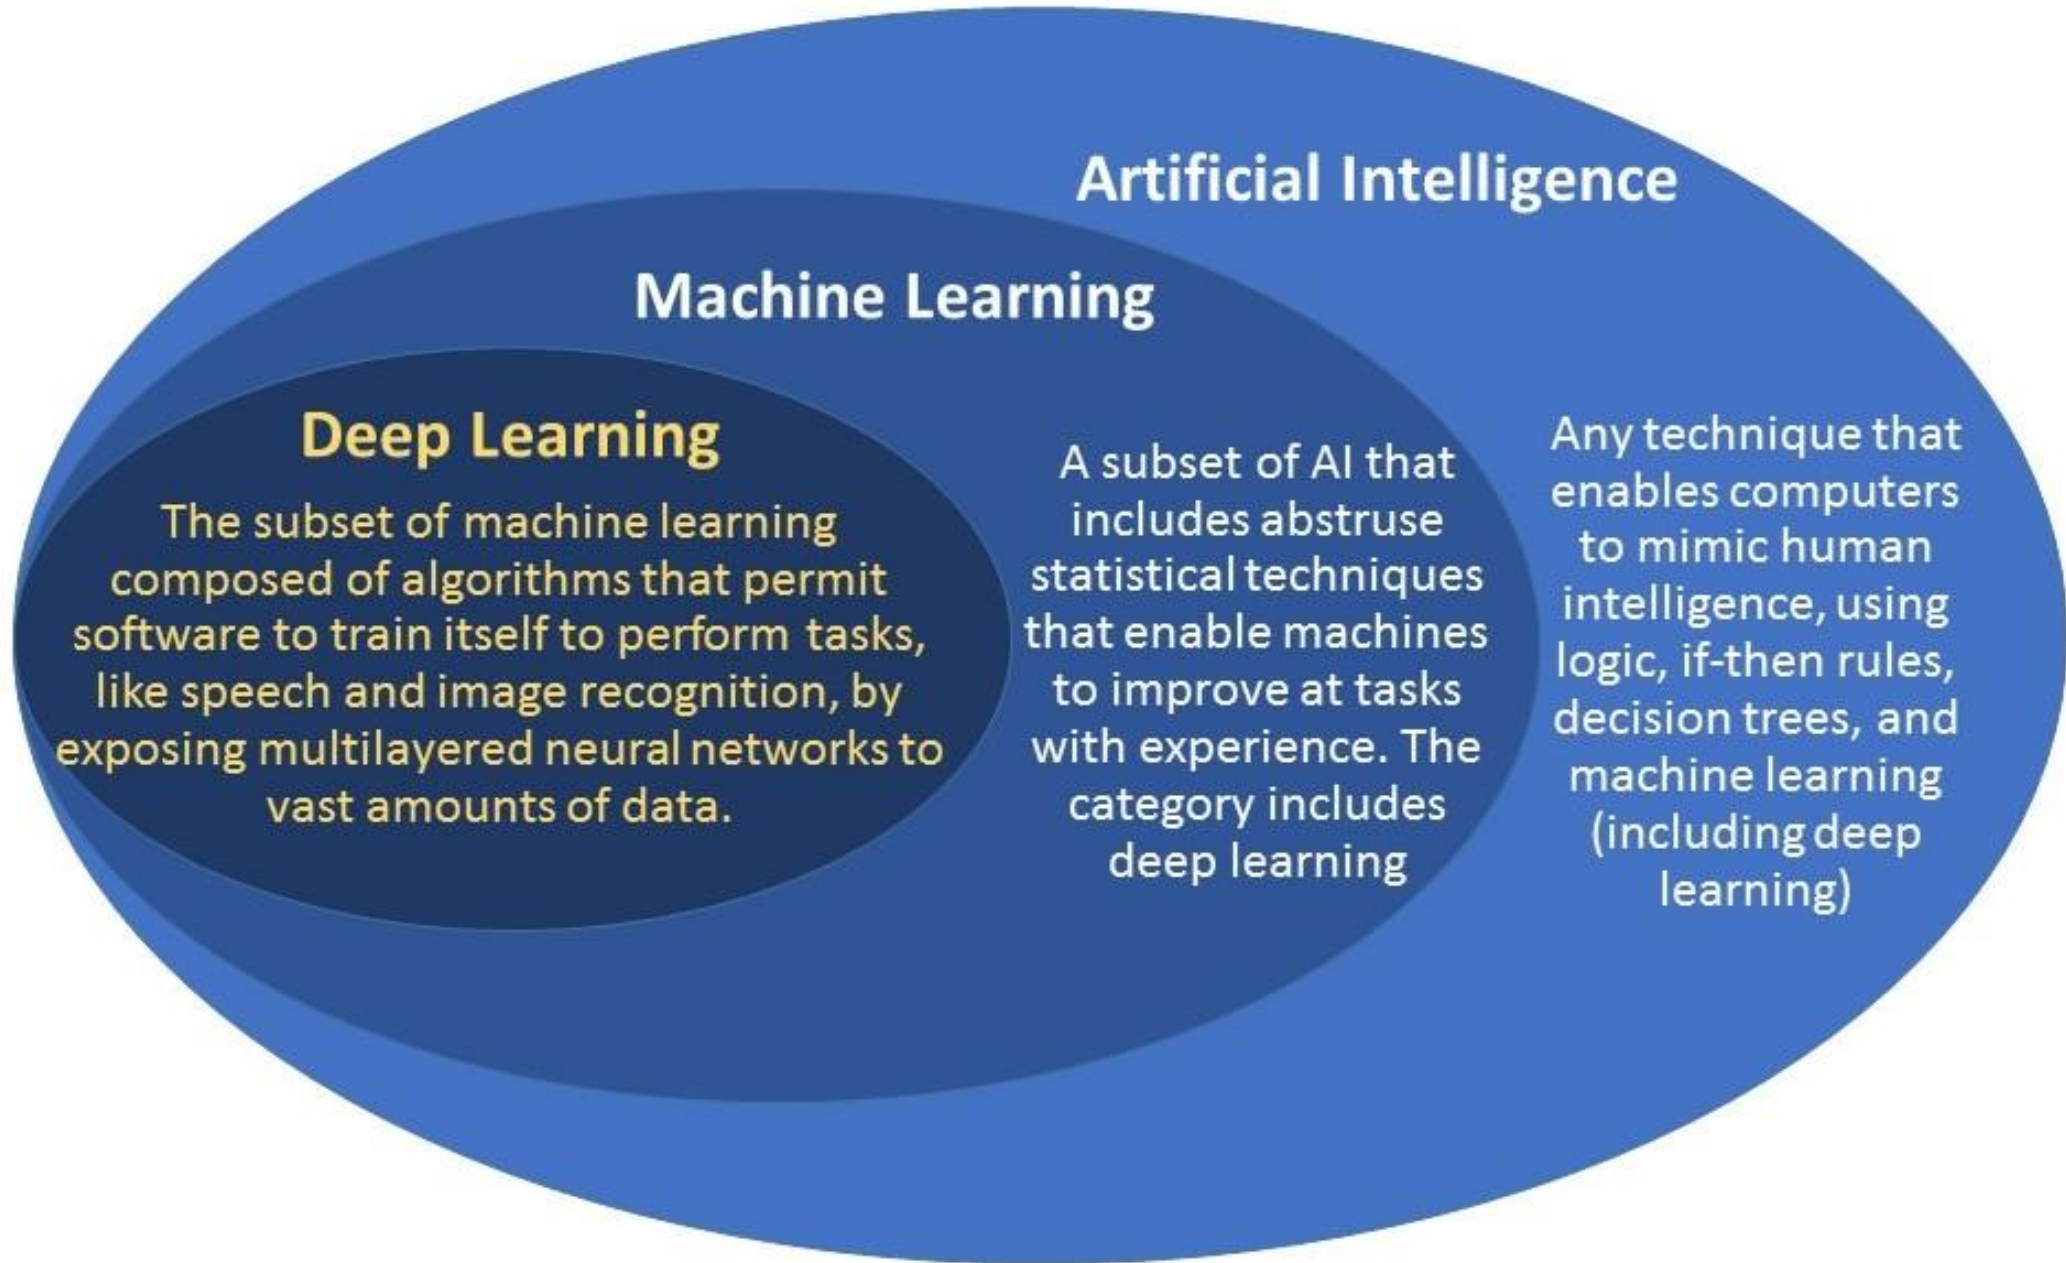 Artificial Intelligence
Machine Learning
Deep Learning
The subset of machine learning
composed of algorithms that permit
software to train itself to perform tasks,
like speech and image recognition, by
exposing multilayered neural networks to
vast amounts of data.
A subset of AI that
includes abstruse
statistical techniques
that enable machines
to improve at tasks
with experience. The
category includes
deep learning
Any technique that
enables computers
to mimic human
intelligence, using
logic, if-then rules,
decision trees, and
machine learning
(including deep
learning)